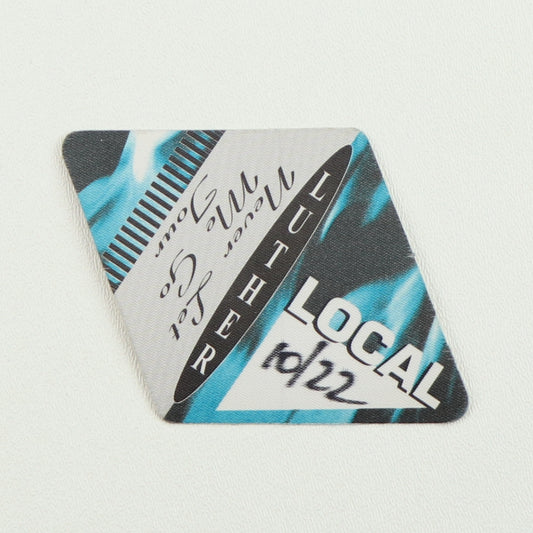 LUTHER
Never Let
Me Go
Tour
LOCAL
10/22